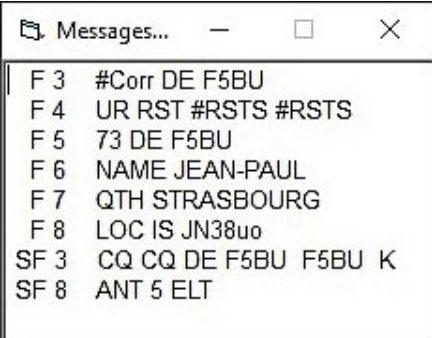 Messages...
F 3 #Corr DE F5BU
F 4 UR RST #RSTS #RSTS
F 5 73 DE F5BU
F 6 NAME JEAN-PAUL
F 7 QTH STRASBOURG
F 8 LOC IS JN38uo
SF 3 CQ CQ DE F5BU F5BU K
SF 8 ANT 5 ELT